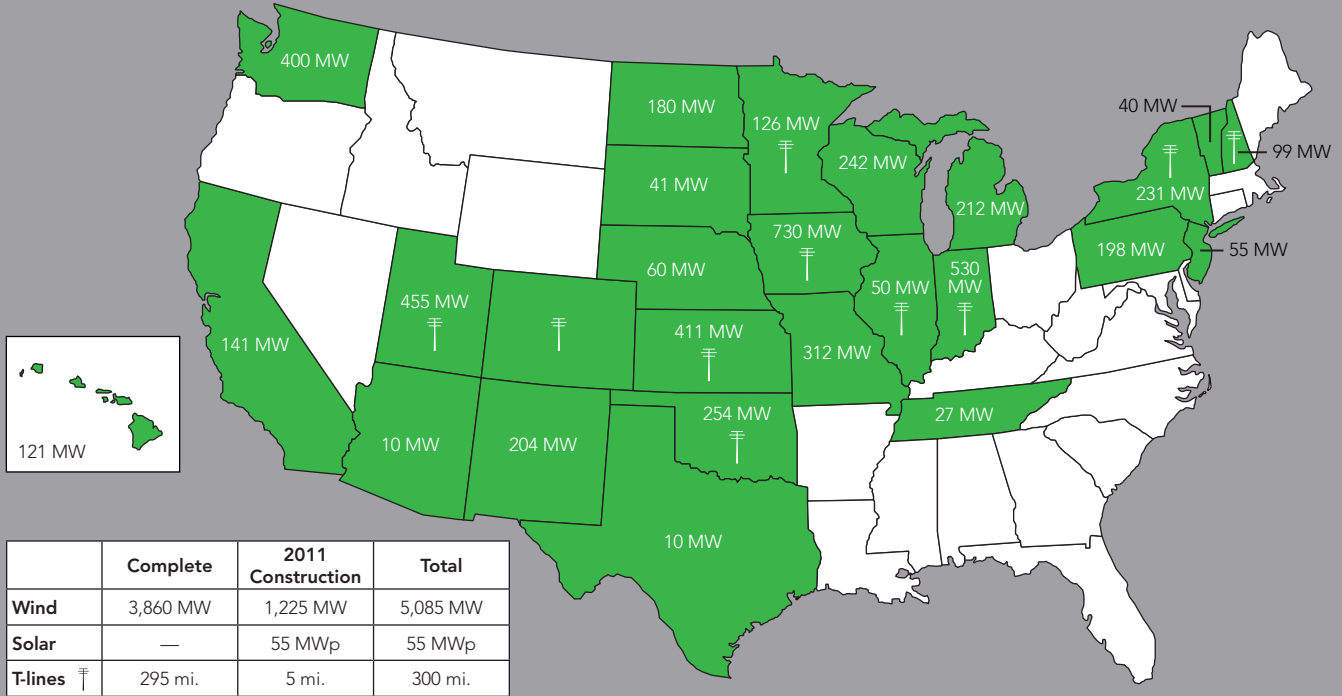 400 MW
180 MW
126 MW
40 MW
99 MW
242 MW
41 MW
212 MW
231 MW
730 MW
198 MW
55 MW
60 MW
530
MW
50 MW
455 MW
411 MW
141 MW
312 MW
254 MW
27 MW
121 MW
10 MW
204 MW
10 MW
Complete 2011 Construction Total
Wind 3,860 MW 1,225 MW 5,085 MW
Solar — 55 MWp 55 MWp
T-lines 295 mi. 5 mi. 300 mi.